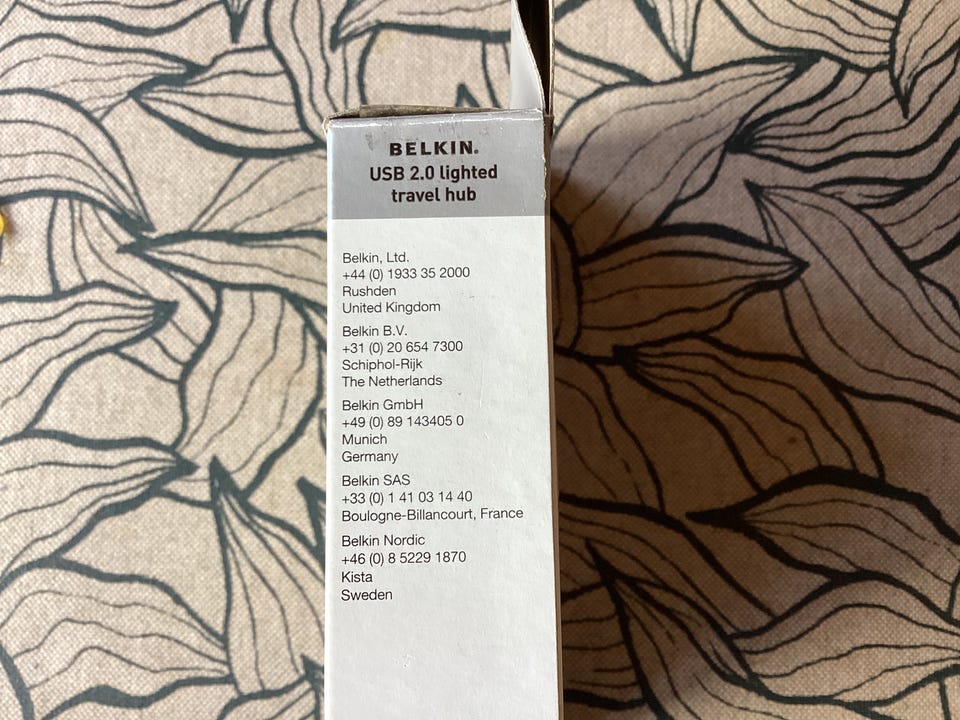 BELKIN.
USB 2.0 lighted
travel hub
Belkin, Ltd.
+44 (0) 1933 35 2000
Rushden
United Kingdom
Belkin B.V.
+31 (0) 20 654 7300
Schiphol-Rijk
The Netherlands
Belkin GmbH
+49 (0) 89 143405 0
Munich
Germany
Belkin SAS
+33 (0) 1 41 03 14 40
Boulogne-Billancourt, France
Belkin Nordic
+46 (0) 8 5229 1870
Kista
Sweden